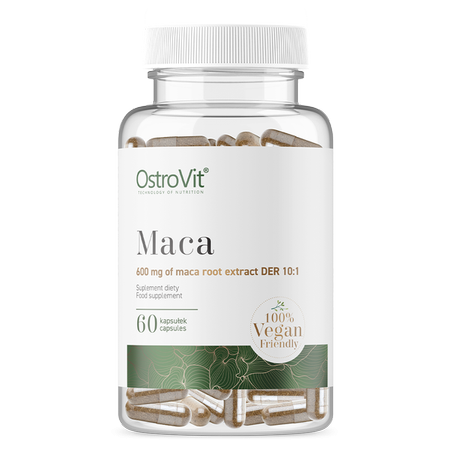 OstroVit®
TECHNOLOGY OF NUTRITION
Maca
600 mg of maca root extract DER 10:1
Suplement diety
Food supplement
60 kapsułek
capsules
100%
Vegan
Friendly